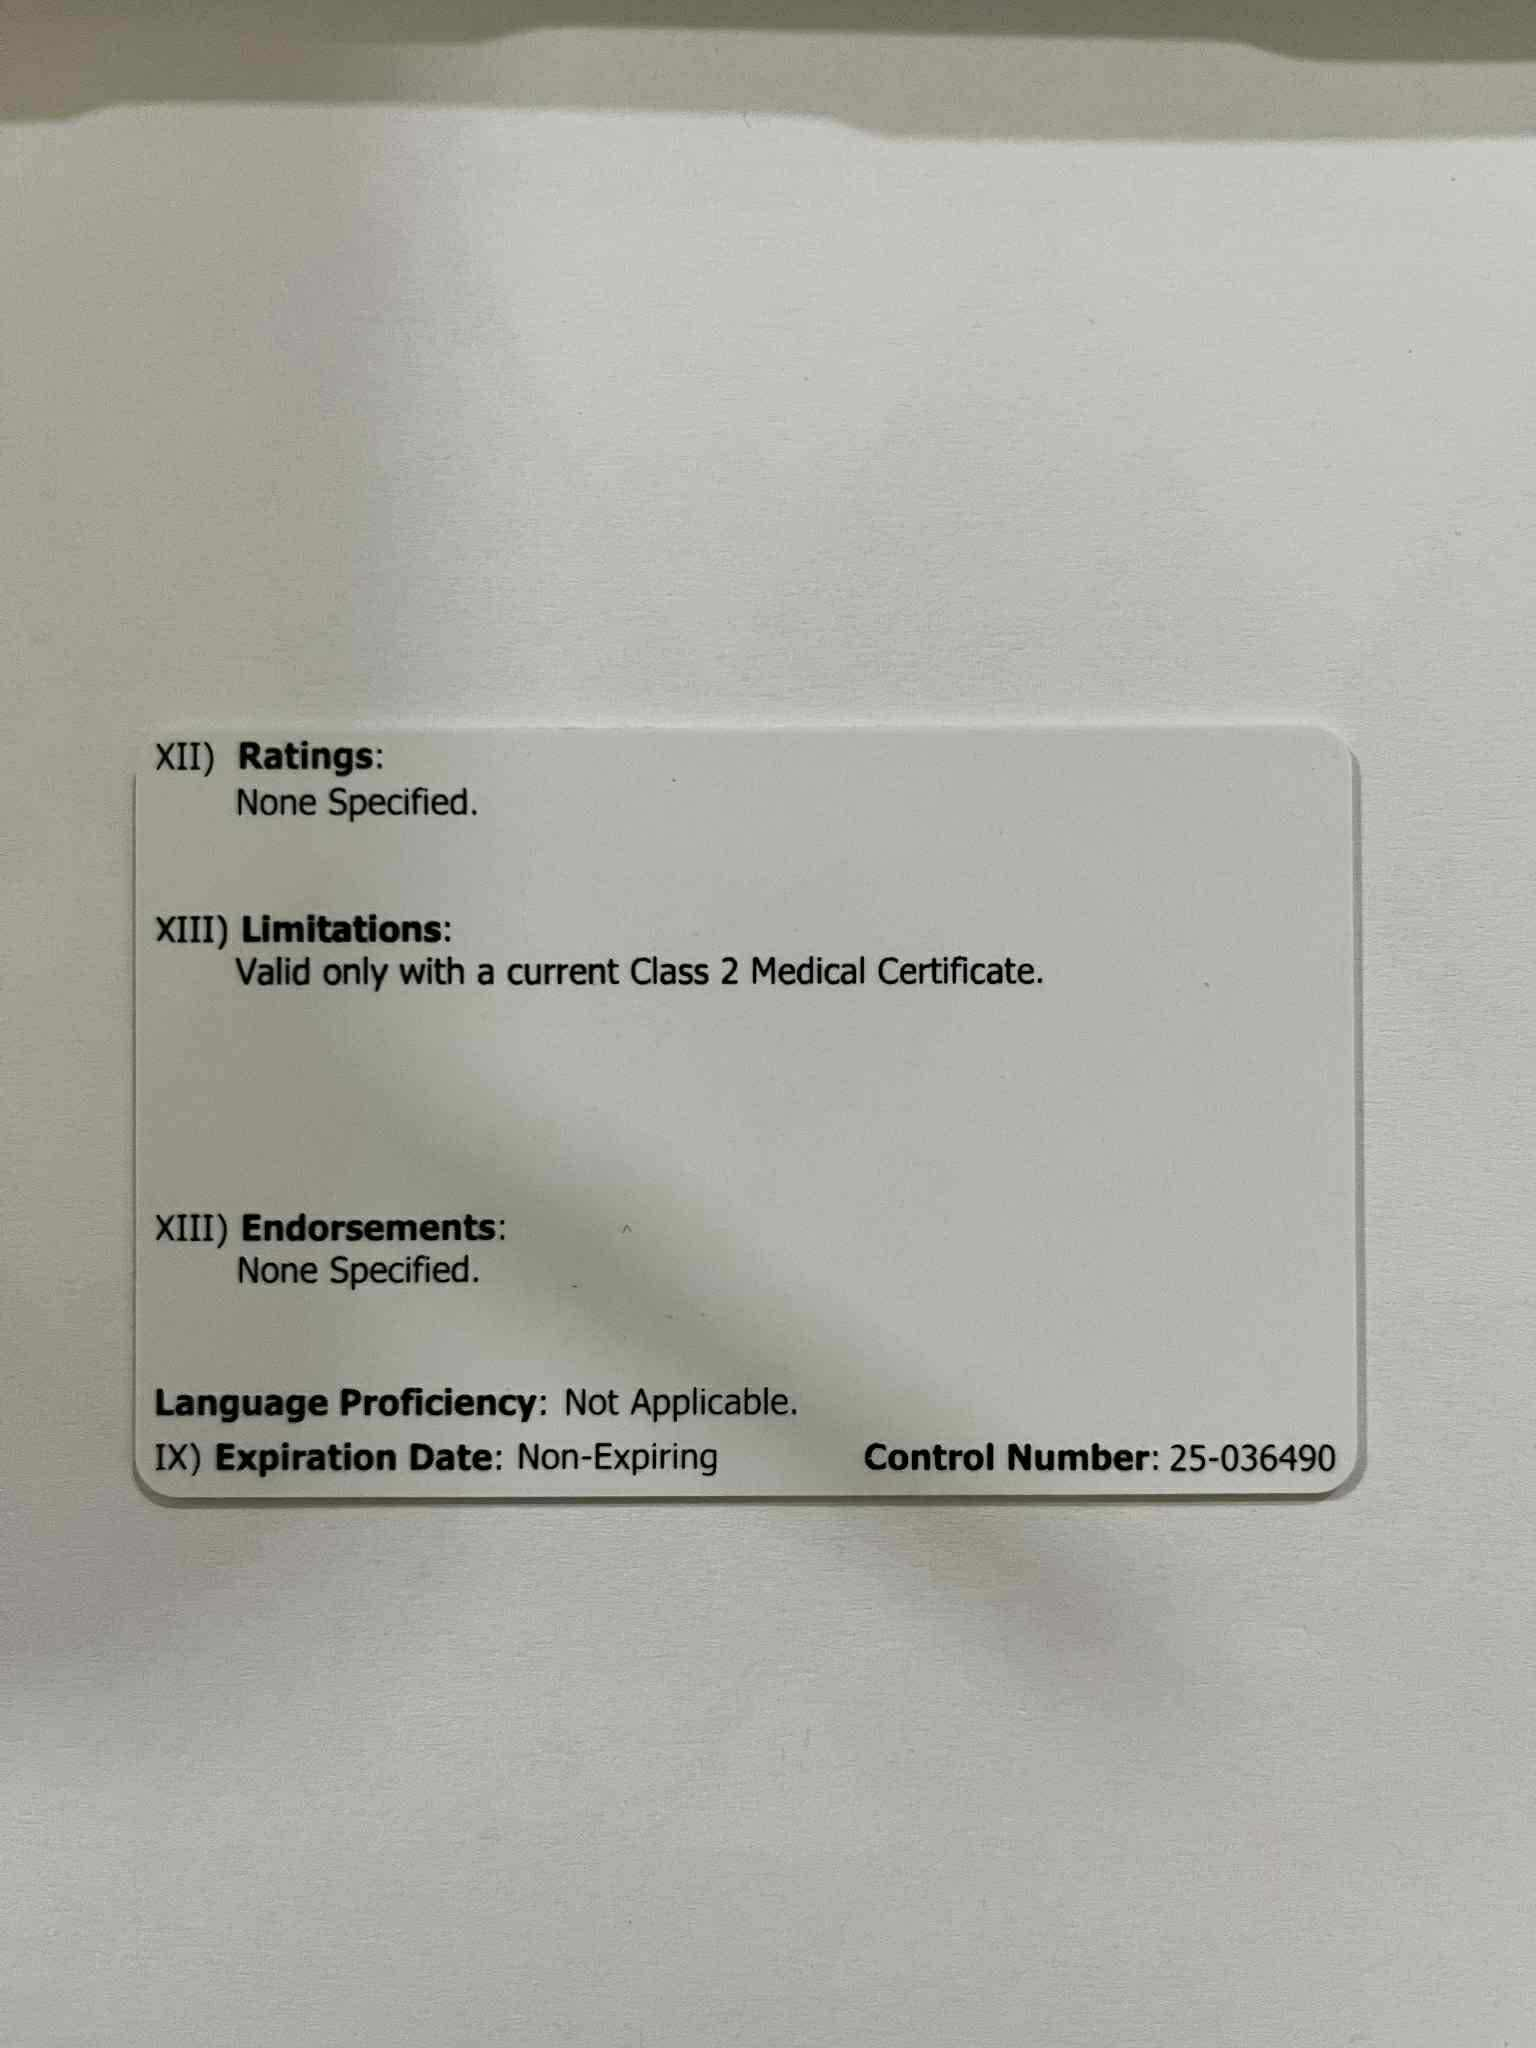 XII) Ratings:
None Specified.
XIII) Limitations:
Valid only with a current Class 2 Medical Certificate.
XIII) Endorsements:
None Specified.
Language Proficiency: Not Applicable.
IX) Expiration Date: Non-Expiring Control Number: 25-036490